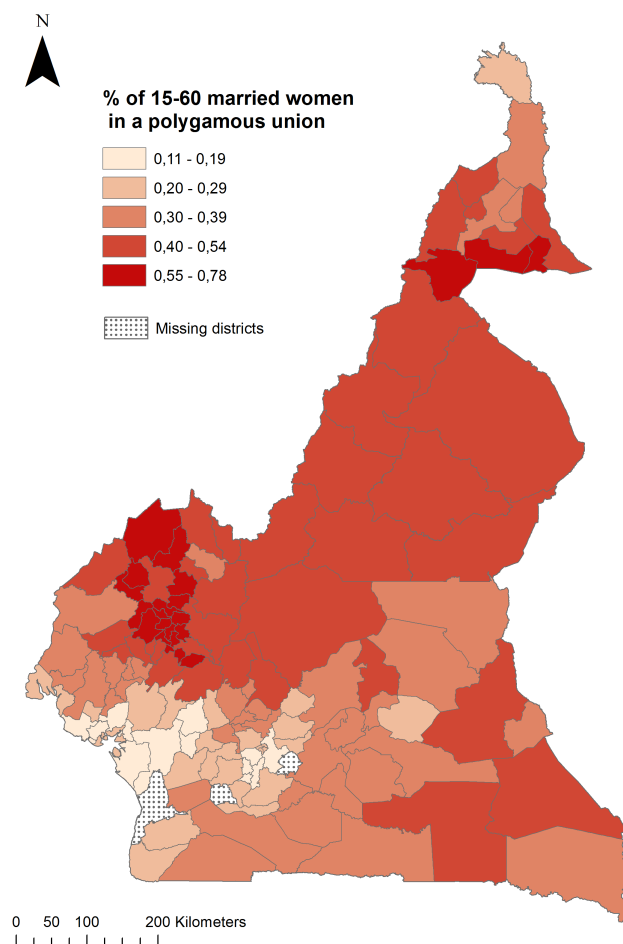 N
% of 15-60 married women
in a polygamous union
0,11 - 0,19
0,20 - 0,29
0,30 - 0,39
0,40 - 0,54
0,55 - 0,78
Missing districts
0 50 100 200 Kilometers